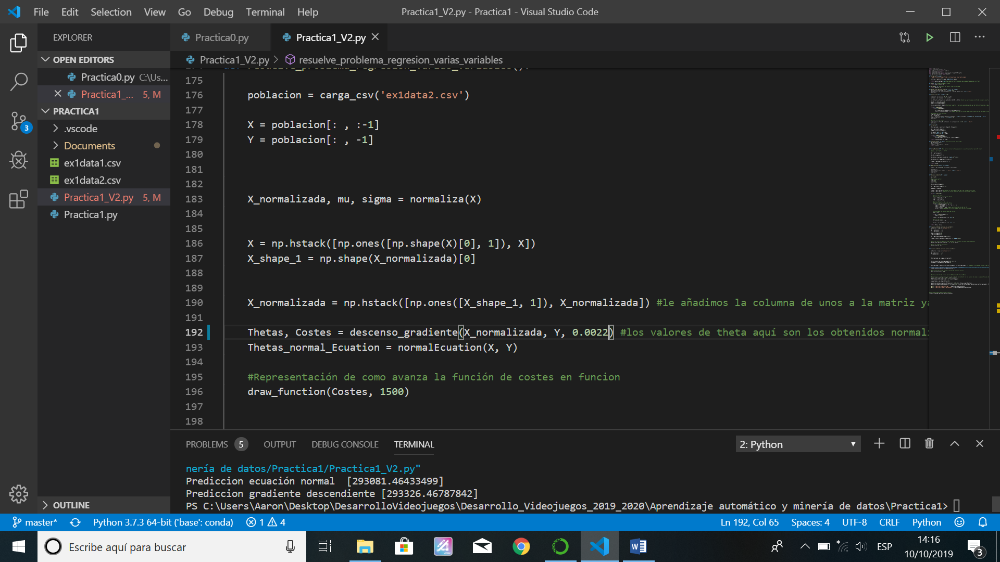 File Edit Selection View Go Debug Terminal Help
Practica1_V2.py - Practica1 - Visual Studio Code
EXPLORER
OPEN EDITORS
Practica0.py C:\Us...
Practica1_... 5, M
PRACTICA1
.vscode
Documents
ex1data1.csv
ex1data2.csv
Practica1_V2.py 5, M
Practica1.py
OUTLINE
3
Practica0.py
Practica1_V2.py
Practica1_V2.py > resuelve_problema_regresion_varias_variables
175
176 poblacion = carga_csv('ex1data2.csv')
177
178 X = poblacion[: , :-1]
179 Y = poblacion[: , -1]
180
181
182
183 X_normalizada, mu, sigma = normaliza(X)
184
185
186 X = np.hstack([np.ones([np.shape(X)[0], 1]), X])
187 X_shape_1 = np.shape(X_normalizada)[0]
188
189
190 X_normalizada = np.hstack([np.ones([X_shape_1, 1]), X_normalizada]) #le añadimos la columna de unos a la matriz ya
191
192 Thetas, Costes = descenso_gradiente(X_normalizada, Y, 0.0022) #los valores de theta aquí son los obtenidos normali
193 Thetas_normal_Ecuation = normalEcuation(X, Y)
194
195 #Representación de como avanza la función de costes en funcion
196 draw_function(Costes, 1500)
197
198
PROBLEMS 5 OUTPUT DEBUG CONSOLE TERMINAL
2: Python
nería de datos/Practica1/Practica1_V2.py"
Prediccion ecuación normal [293081.46433499]
Prediccion gradiente descendiente [293326.46787842]
PS C:\Users\Aaron\Desktop\DesarrolloVideojuegos\Desarrollo_Videojuegos_2019_2020\Aprendizaje automático y minería de datos\Practica1>
master* Python 3.7.3 64-bit ('base': conda) 1 4
Ln 192, Col 65 Spaces: 4 UTF-8 CRLF Python
Escribe aquí para buscar
ESP
14:16
10/10/2019
3